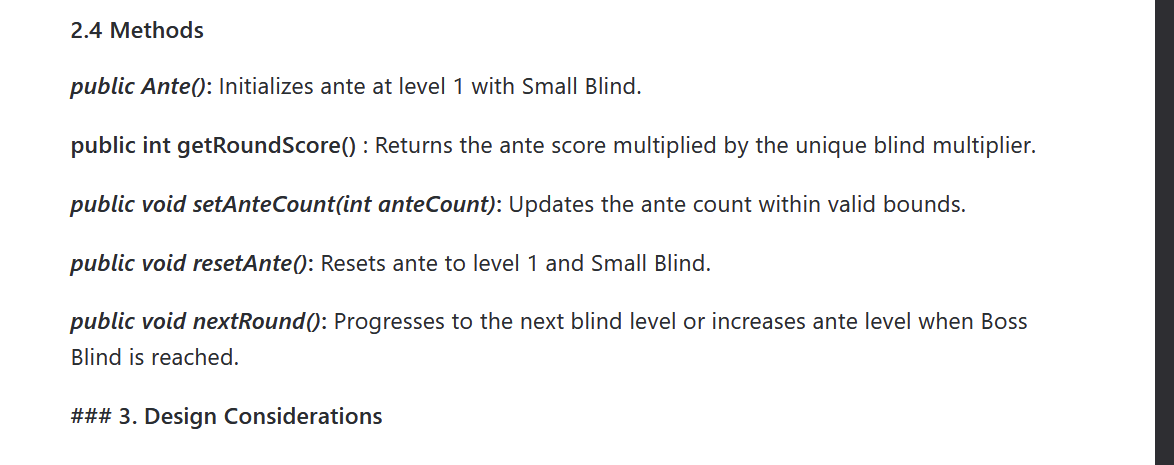 2.4 Methods
public Ante(): Initializes ante at level 1 with Small Blind.
public int getRoundScore() : Returns the ante score multiplied by the unique blind multiplier.
public void setAnteCount(int anteCount): Updates the ante count within valid bounds.
public void resetAnte(): Resets ante to level 1 and Small Blind.
public void nextRound(): Progresses to the next blind level or increases ante level when Boss
Blind is reached.
### 3. Design Considerations